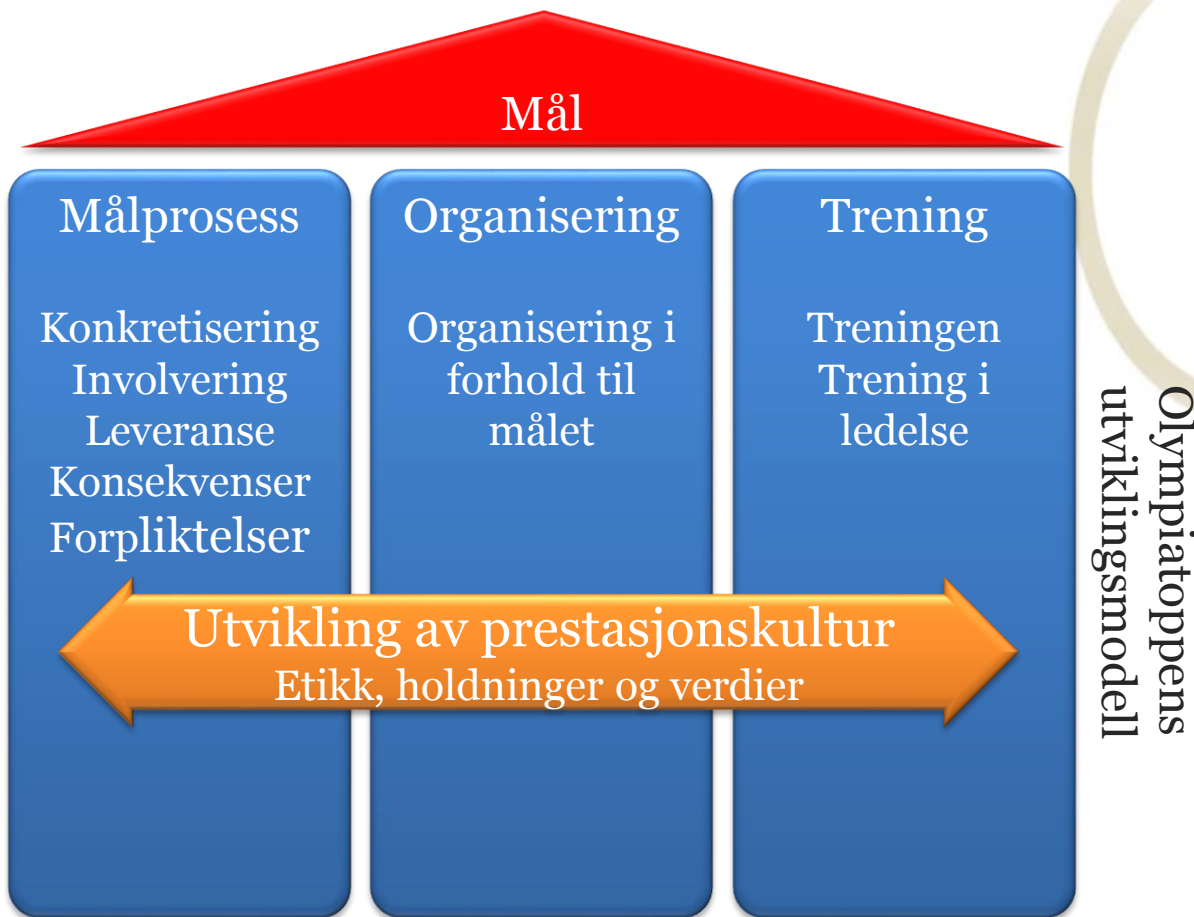 Mål
Målprosess
Konkretisering
Involvering
Leveranse
Konsekvenser
Forpliktelser
Organisering
Organisering i
forhold til
målet
Trening
Treningen
Trening i
ledelse
Utvikling av prestasjonskultur
Etikk, holdninger og verdier
Olympiatoppens
utviklingsmodell